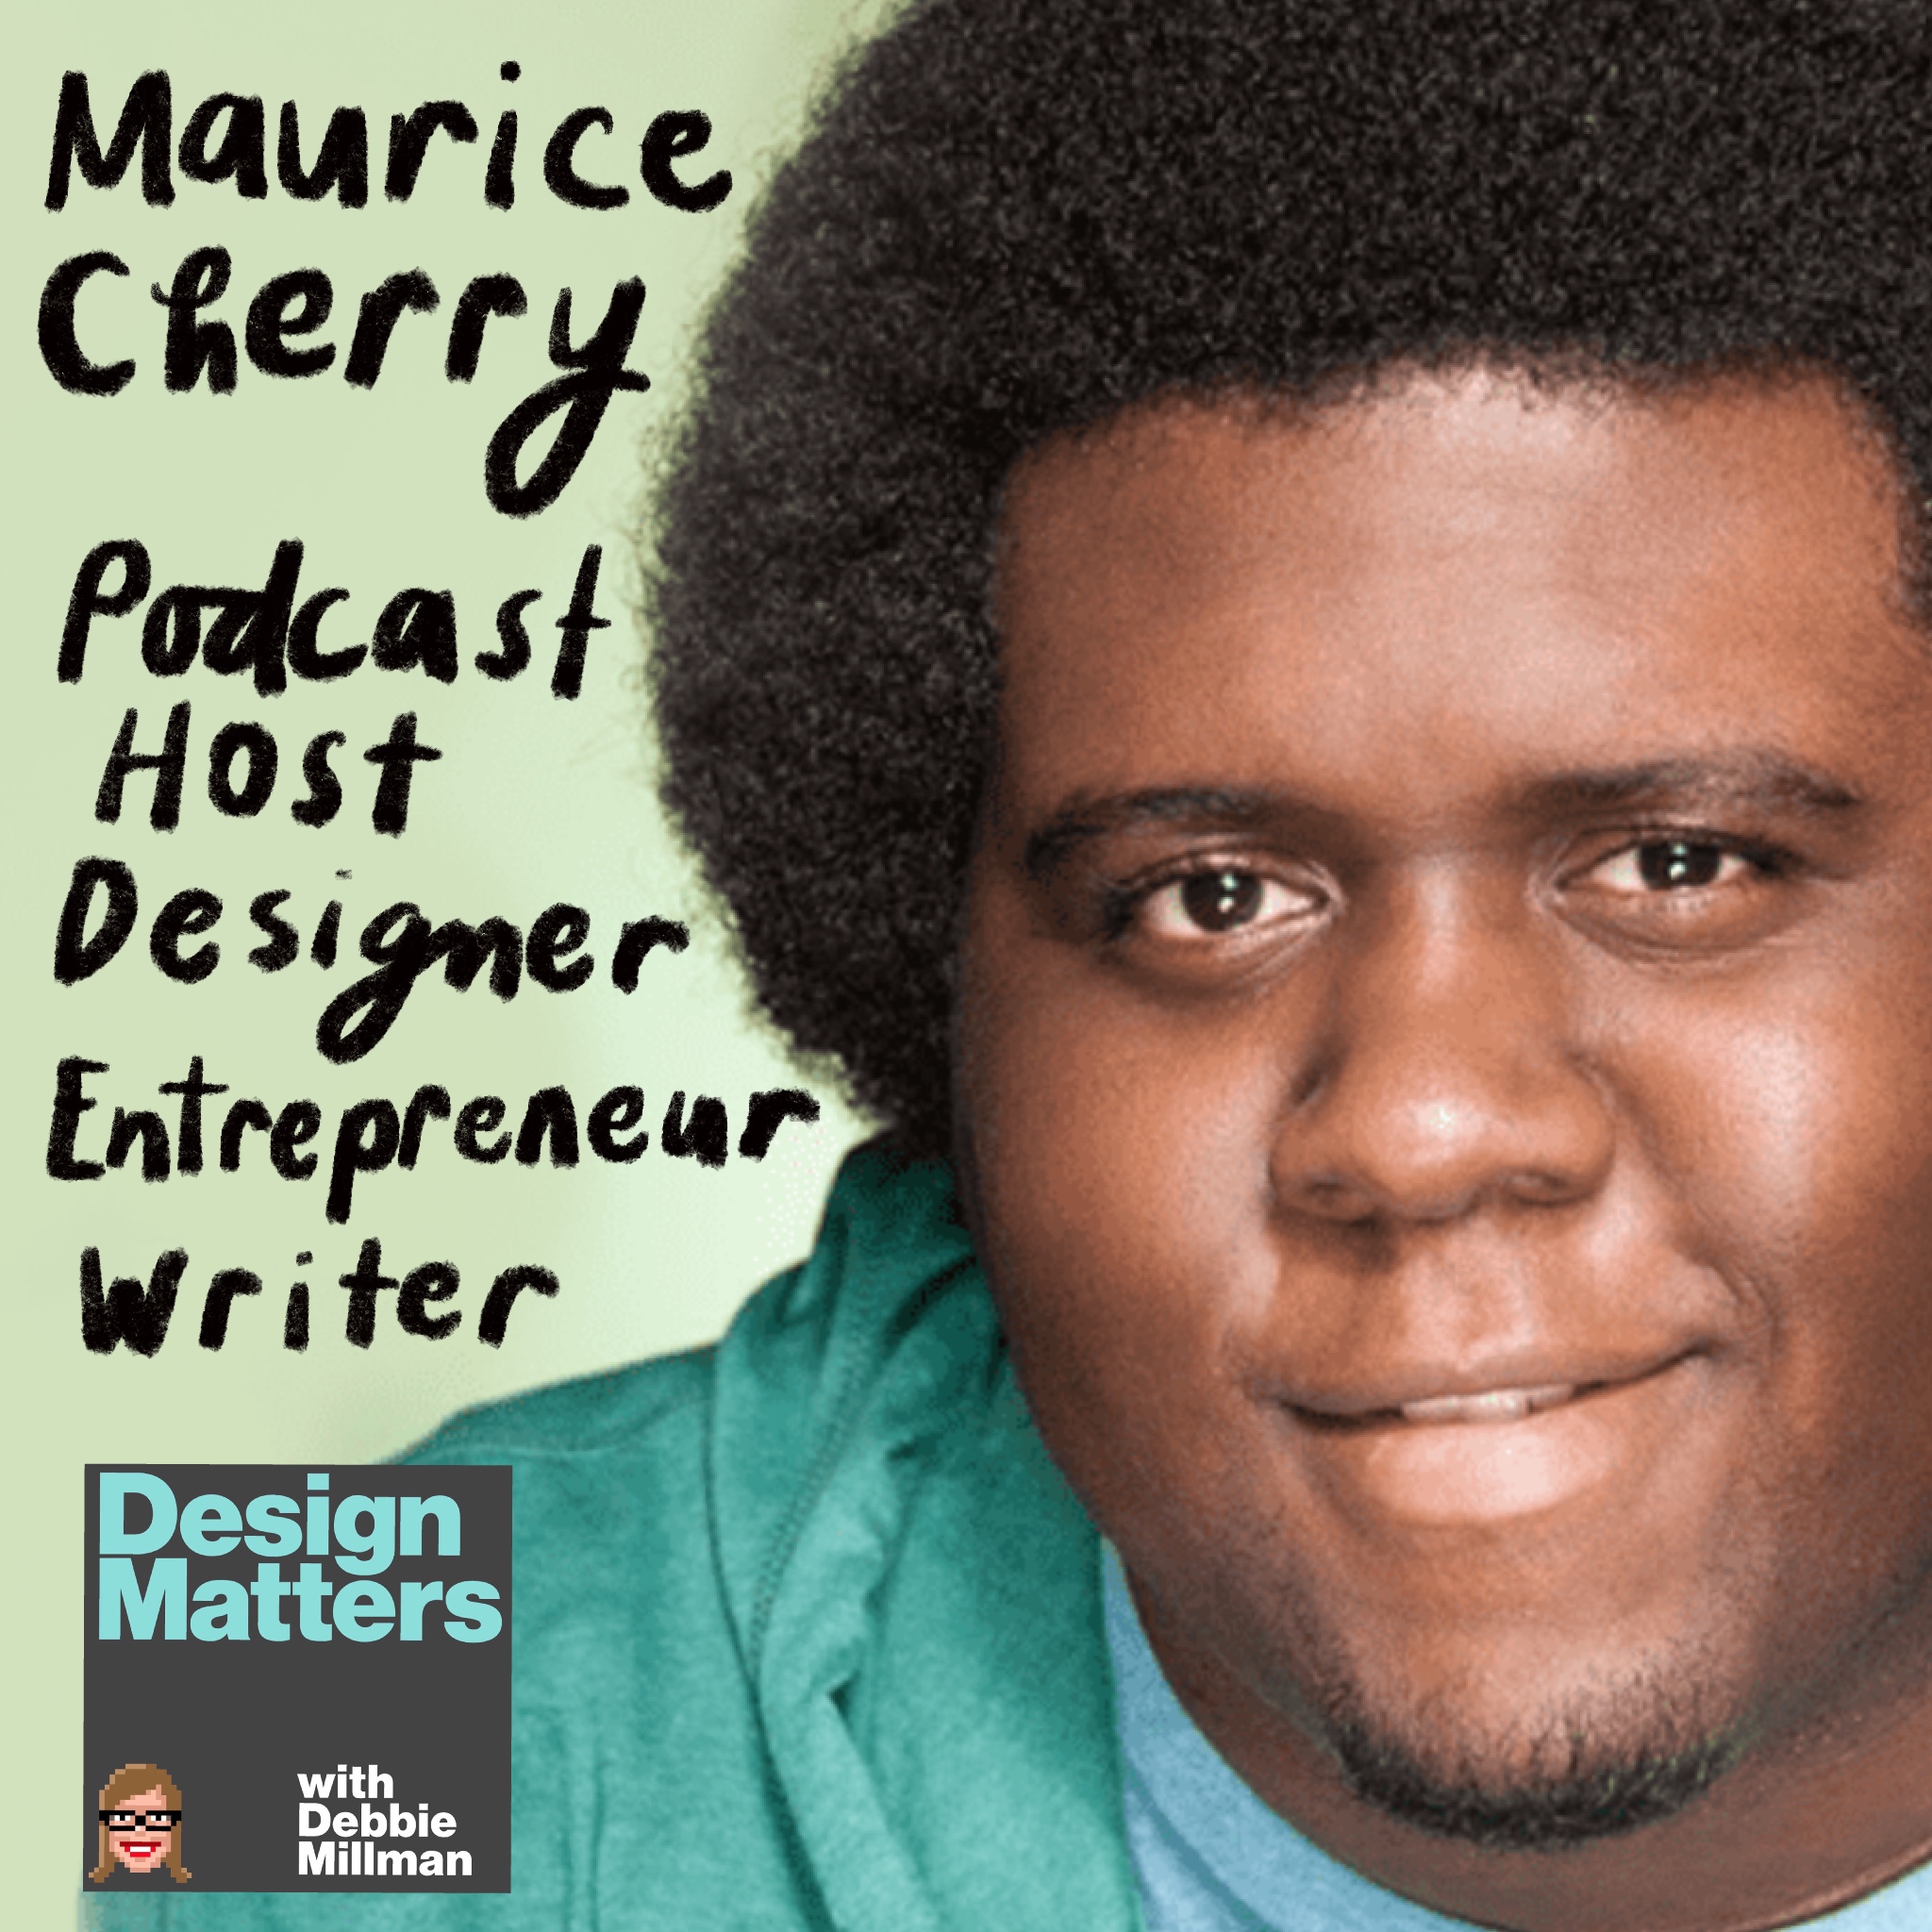 Maurice
Cherry
Podcast
Host
Designer
Entrepreneur
Writer
Design
Matters
with
Debbie
Millman